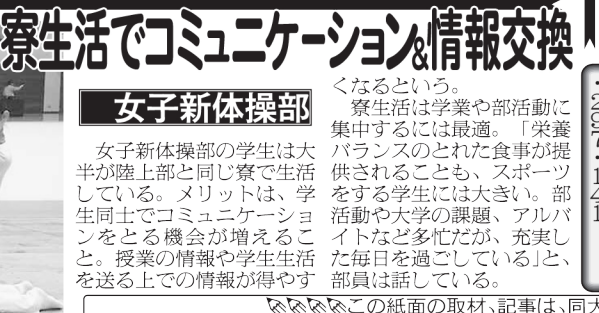 寮生活でコミュニケーション&情報交換
女子新体操部
女子新体操部の学生は大
半が陸上部と同じ寮で生活
している。メリットは、学
生同士でコミュニケーショ
ンをとる機会が増えるこ
と。授業の情報や学生生活
を送る上での情報が得やす
くなるという。
寮生活は学業や部活動に
集中するには最適。「栄養
バランスのとれた食事が提
供されることも、スポーツ
をする学生には大きい。部
活動や大学の課題、アルバ
イトなど多忙だが、充実し
た毎日を過ごしている」と、
部員は話している。
この紙面の取材、記事は、同大